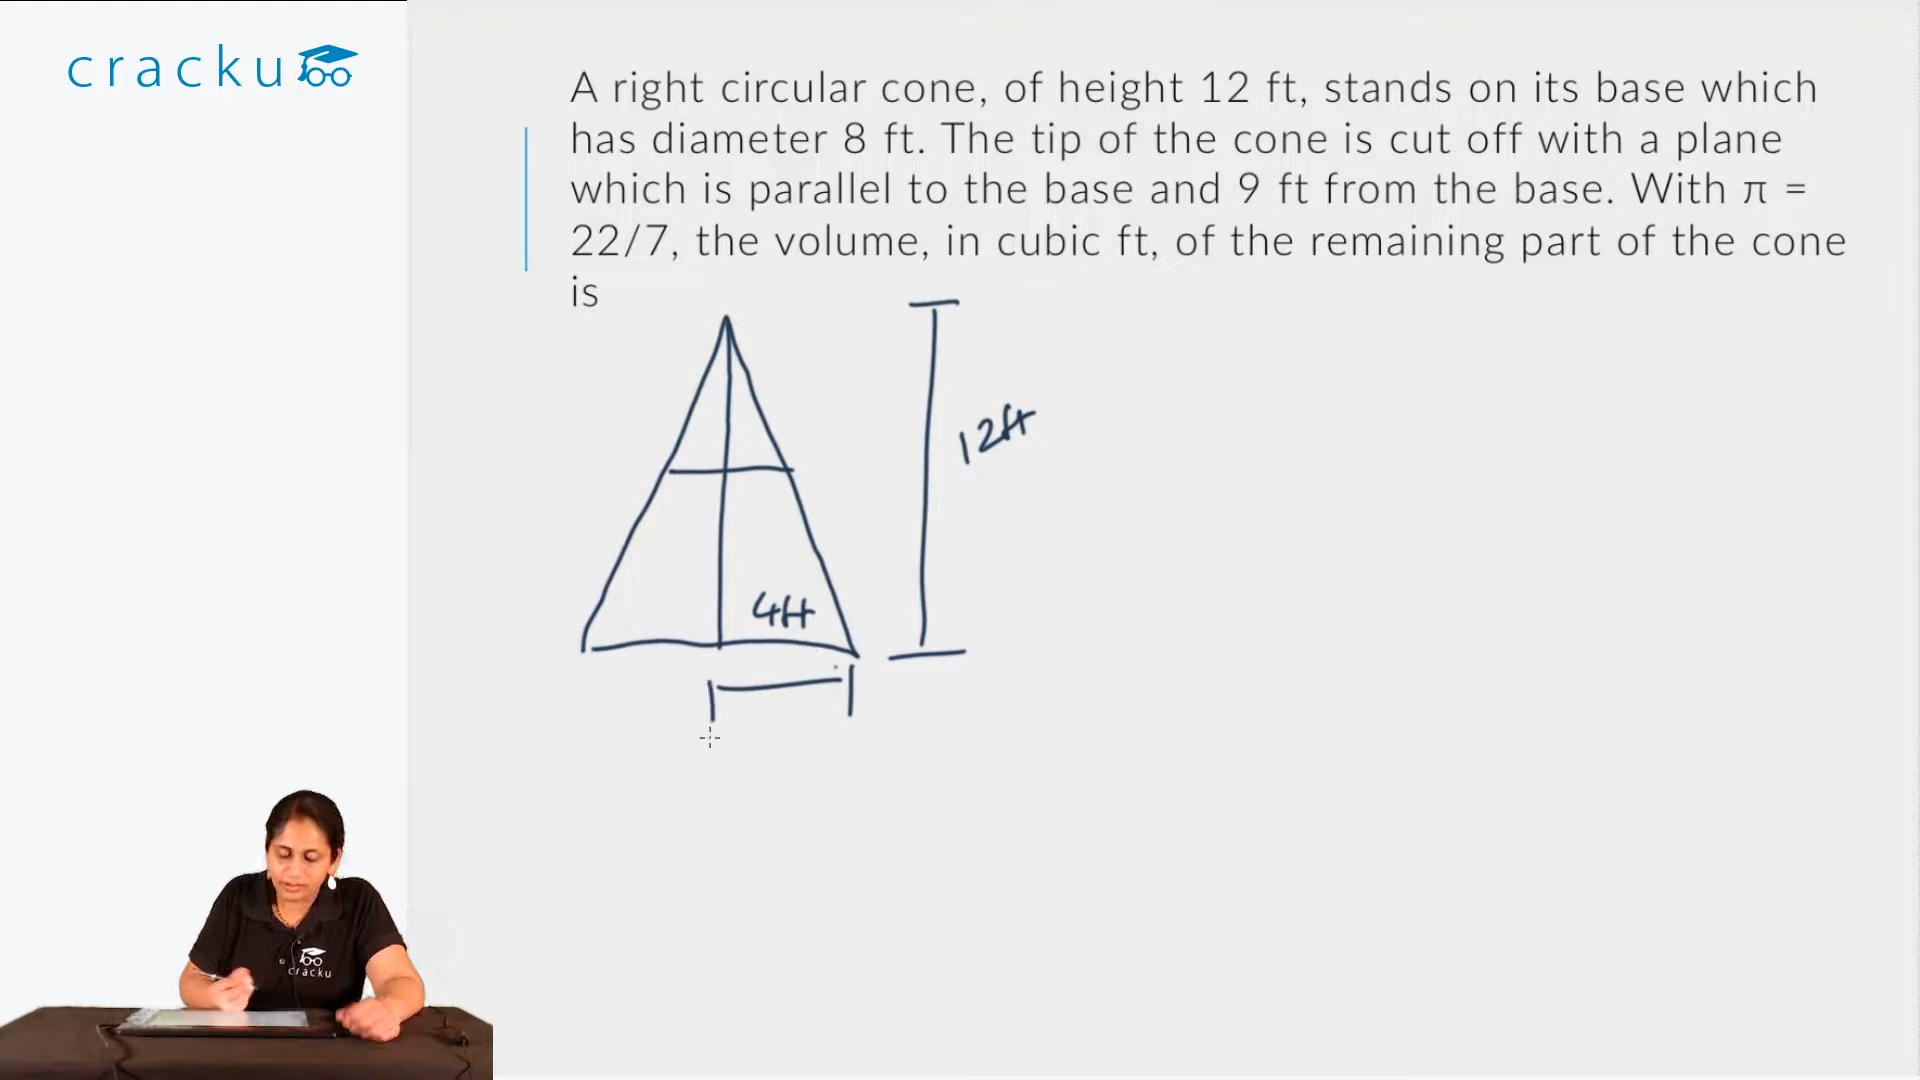 cracku
A right circular cone, of height 12 ft, stands on its base which
has diameter 8 ft. The tip of the cone is cut off with a plane
which is parallel to the base and 9 ft from the base. With π =
22/7, the volume, in cubic ft, of the remaining part of the cone
is
12ft
4ft
cracku